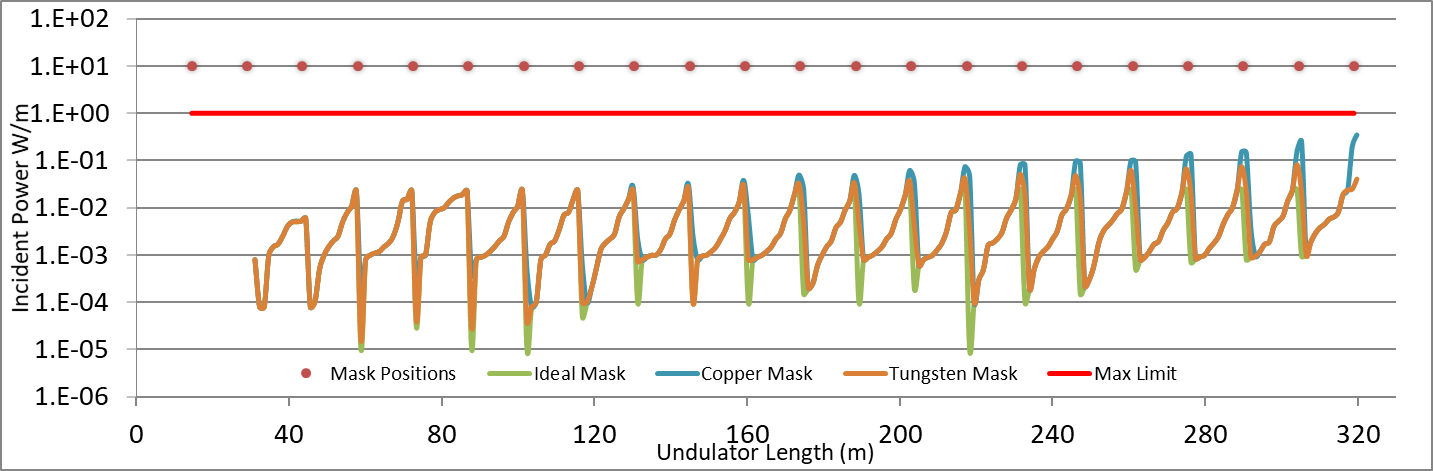 1.E+02
1.E+01
1.E+00
1.E-01
1.E-02
1.E-03
1.E-04
1.E-05
1.E-06
Incident Power W/m
Mask Positions Ideal Mask Copper Mask Tungsten Mask Max Limit
0 40 80 120 160 200 240 280 320
Undulator Length (m)